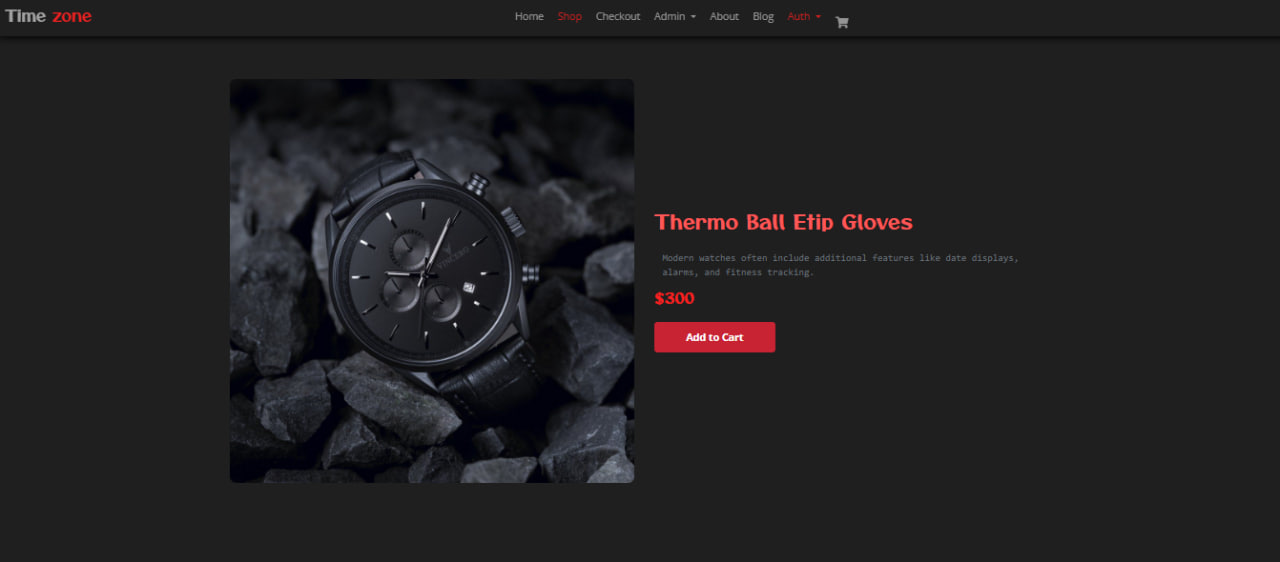 Time zone
Home Shop Checkout Admin About Blog Auth
VINCERO
Thermo Ball Etip Gloves
Modern watches often include additional features like date displays,
alarms, and fitness tracking.
$300
Add to Cart